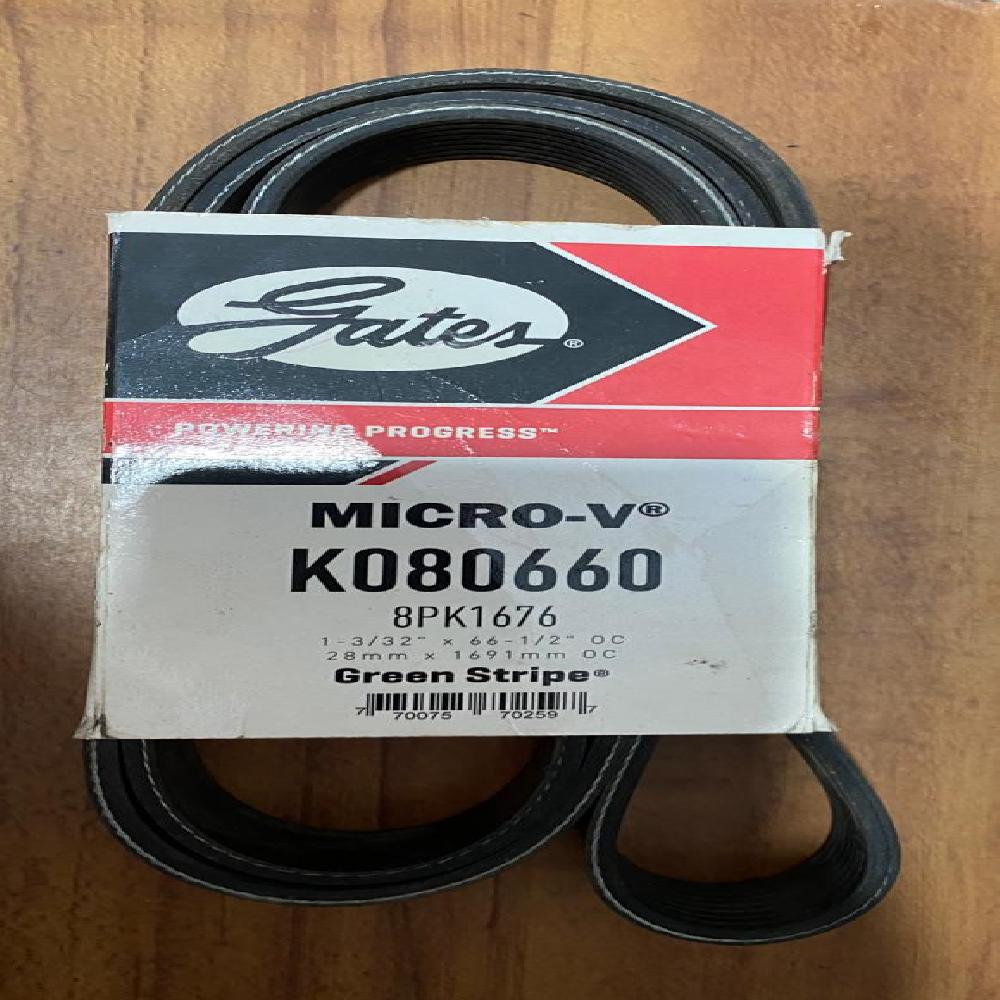 Gates®
POWERING PROGRESS™
MICRO-V®
K080660
8PK1676
1-3/32" x 66-1/2" OC
28mm x 1691mm OC
Green Stripe®
7 70075 70259 7